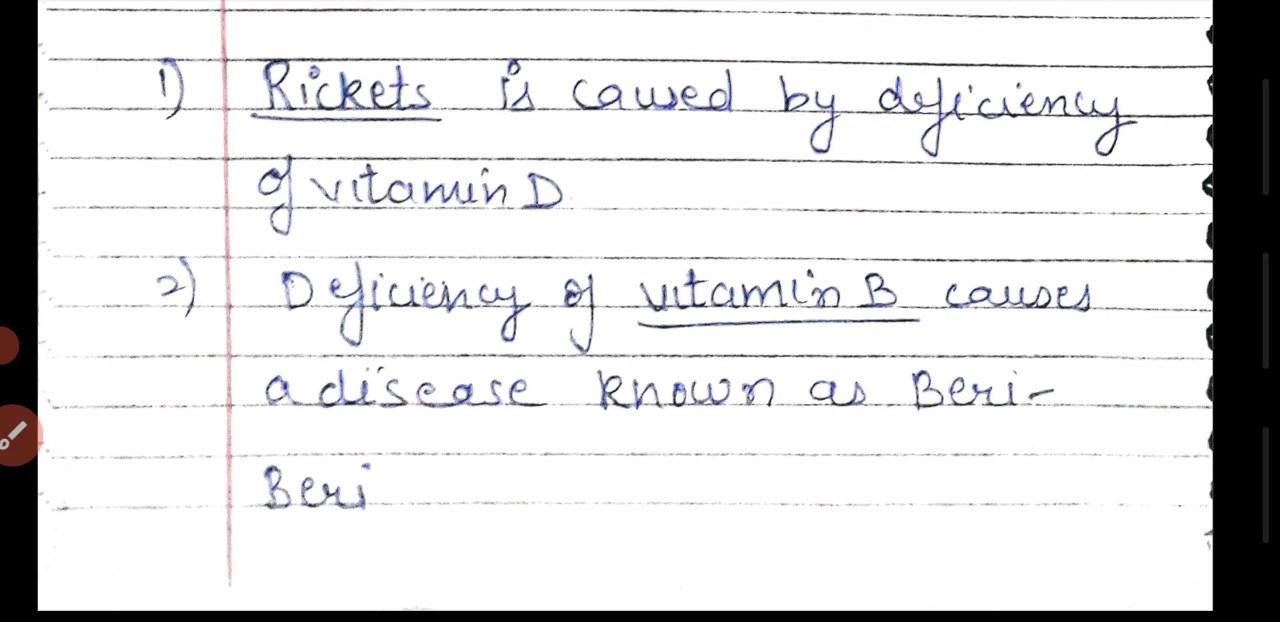 1) Rickets is caused by deficiency
of vitamin D
2) Deficiency of vitamin B causes
a disease known as Beri-
Beri